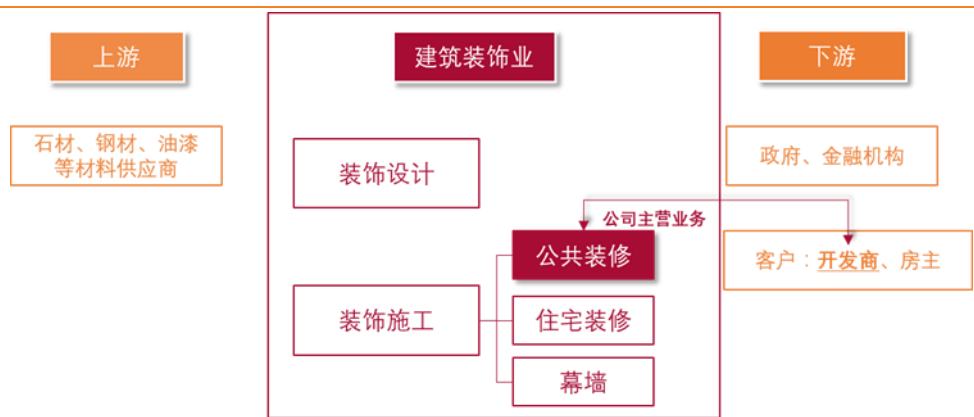 上游
建筑装饰业
下游
石材、钢材、油漆
等材料供应商
装饰设计
政府、金融机构
公司主营业务
公共装修
客户：开发商、房主
装饰施工
住宅装修
幕墙